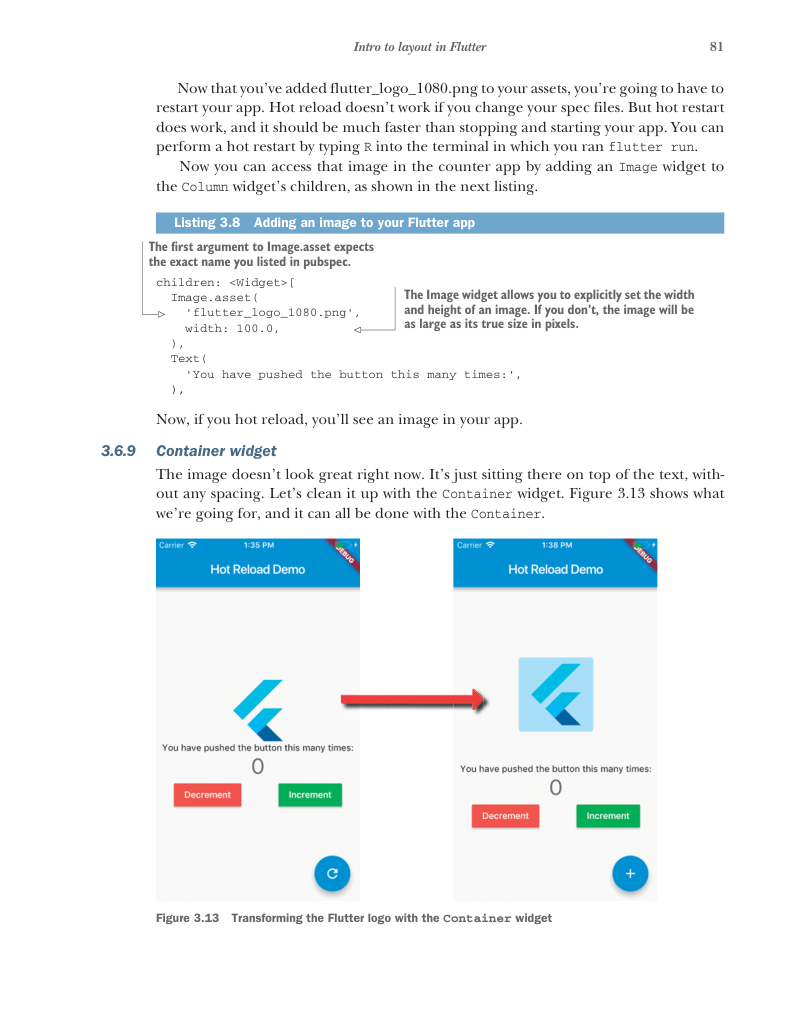 Intro to layout in Flutter 81
Now that you've added flutter_logo_1080.png to your assets, you're going to have to
restart your app. Hot reload doesn't work if you change your spec files. But hot restart
does work, and it should be much faster than stopping and starting your app. You can
perform a hot restart by typing R into the terminal in which you ran flutter run.
Now you can access that image in the counter app by adding an Image widget to
the Column widget's children, as shown in the next listing.
Listing 3.8 Adding an image to your Flutter app
The first argument to Image.asset expects
the exact name you listed in pubspec.
children: <Widget>[
Image.asset(
'flutter_logo_1080.png',
width: 100.0,
),
Text(
'You have pushed the button this many times:',
),
The Image widget allows you to explicitly set the width
and height of an image. If you don't, the image will be
as large as its true size in pixels.
Now, if you hot reload, you'll see an image in your app.
3.6.9 Container widget
The image doesn't look great right now. It's just sitting there on top of the text, with-
out any spacing. Let's clean it up with the Container widget. Figure 3.13 shows what
we're going for, and it can all be done with the Container.
Carrier 1:35 PM
DEBUG
Hot Reload Demo
You have pushed the button this many times:
0
Decrement Increment
Carrier 1:38 PM
DEBUG
Hot Reload Demo
You have pushed the button this many times:
0
Decrement Increment
+
Figure 3.13 Transforming the Flutter logo with the Container widget